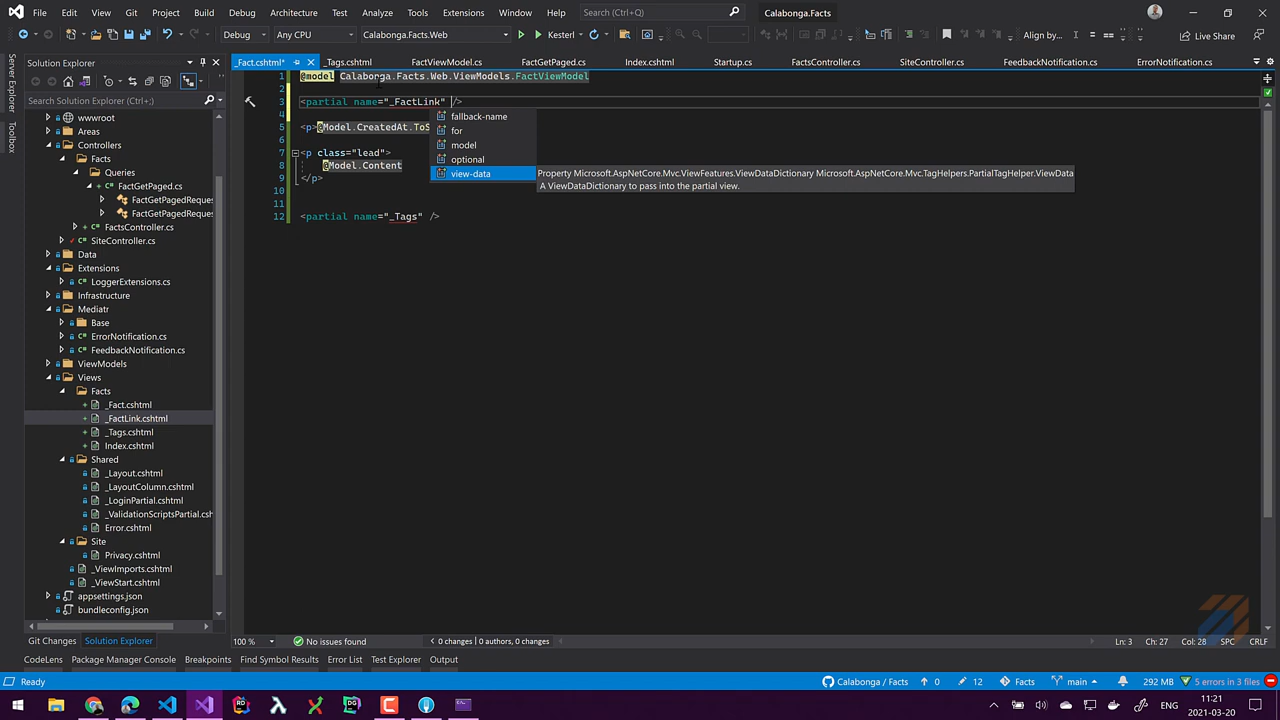 File Edit View Git Project Build Debug Architecture Test Analyze Tools Extensions Window Help Search (Ctrl+;) Calabonga.Facts
Debug Any CPU Calabonga.Facts.Web Kestrel Align by... Live Share
_Fact.cshtml* _Tags.cshtml FactViewModel.cs FactGetPaged.cs Index.cshtml Startup.cs FactsController.cs SiteController.cs FeedbackNotification.cs ErrorNotification.cs
Server Explorer
Toolbox
Solution Explorer
Search Solution Explorer (Ctrl+;)
wwwroot
Areas
Controllers
Facts
Queries
FactGetPaged.cs
FactGetPagedReques
FactGetPagedReques
FactsController.cs
SiteController.cs
Data
Extensions
LoggerExtensions.cs
Infrastructure
Mediatr
Base
ErrorNotification.cs
FeedbackNotification.cs
ViewModels
Views
Facts
_Fact.cshtml
_FactLink.cshtml
_Tags.cshtml
Index.cshtml
Shared
_Layout.cshtml
_LayoutColumn.cshtml
_LoginPartial.cshtml
_ValidationScriptsPartial.csh
Error.cshtml
Site
Privacy.cshtml
_ViewImports.cshtml
_ViewStart.cshtml
appsettings.json
bundleconfig.json
1 @model Calabonga.Facts.Web.ViewModels.FactViewModel
2
3 <partial name="_FactLink" />
4
5 <p>@Model.CreatedAt.ToS
6
7 <p class="lead">
8 @Model.Content
9 </p>
10
11
12 <partial name="_Tags" />
fallback-name
for
model
optional
view-data
Property Microsoft.AspNetCore.Mvc.ViewFeatures.ViewDataDictionary Microsoft.AspNetCore.Mvc.TagHelpers.PartialTagHelper.ViewData
A ViewDataDictionary to pass into the partial view.
100 % No issues found 0 changes | 0 authors, 0 changes Ln: 3 Ch: 27 Col: 28 SPC CRLF
Git Changes Solution Explorer
CodeLens Package Manager Console Breakpoints Find Symbol Results Error List Test Explorer Output
Ready Calabonga / Facts 0 12 Facts main 292 MB 5 errors in 3 files
ENG 11:21
2021-03-20